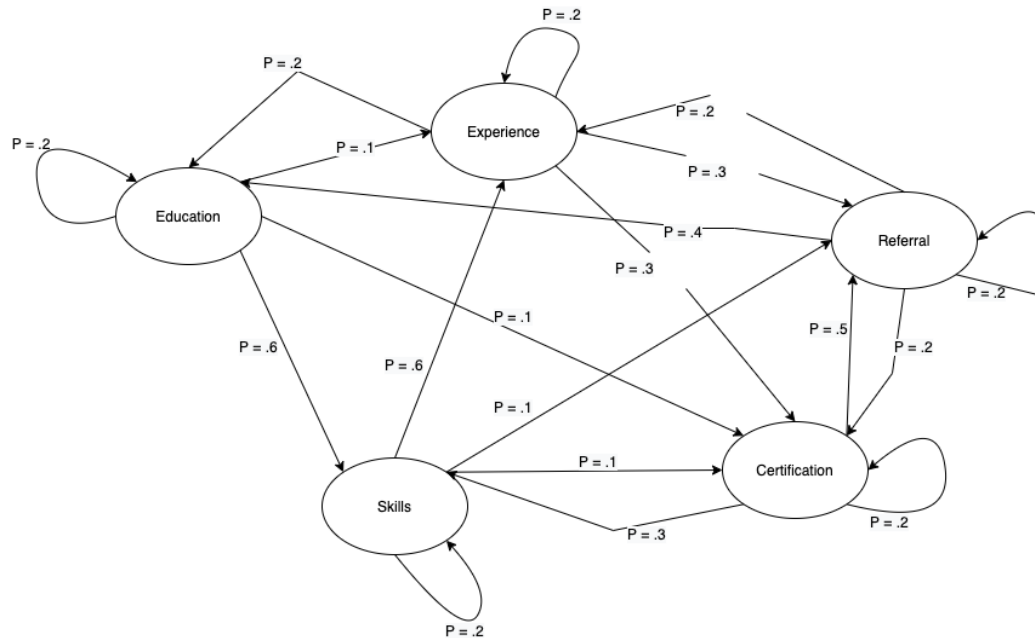 P = .2
P = .2
Experience
P = .2
P = .2
P = .1
P = .3
Education
P = .4
Referral
P = .3
P = .2
P = .1
P = .5
P = .6
P = .2
P = .6
P = .1
P = .1
Certification
Skills
P = .2
P = .3
P = .2